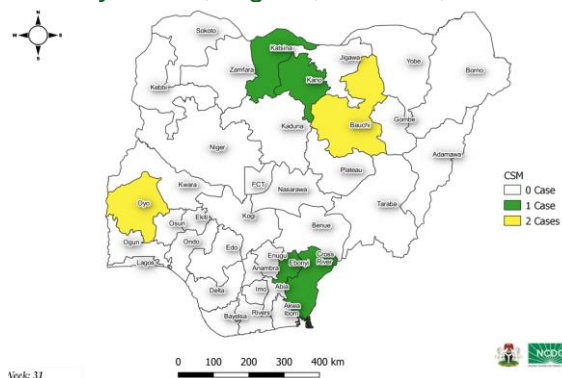 Sokoto
Katsina
Jigawa
Yobe
Borno
Zamfara
Kano
Kebbi
Kaduna
Bauchi
Gombe
Adamawa
Niger
Plateau
Kwara
FCT
Nasarawa
Taraba
Oyo
Kogi
Benue
Osun
Ekiti
Ogun
Ondo
Edo
Enugu
Ebonyi
Cross
River
Lagos
Anambra
Abia
Imo
Delta
Akwa
Ibom
Bayelsa
Rivers
CSM
0 Case
1 Case
2 Cases
Week: 31
0 100 200 300 400 km
NCDC